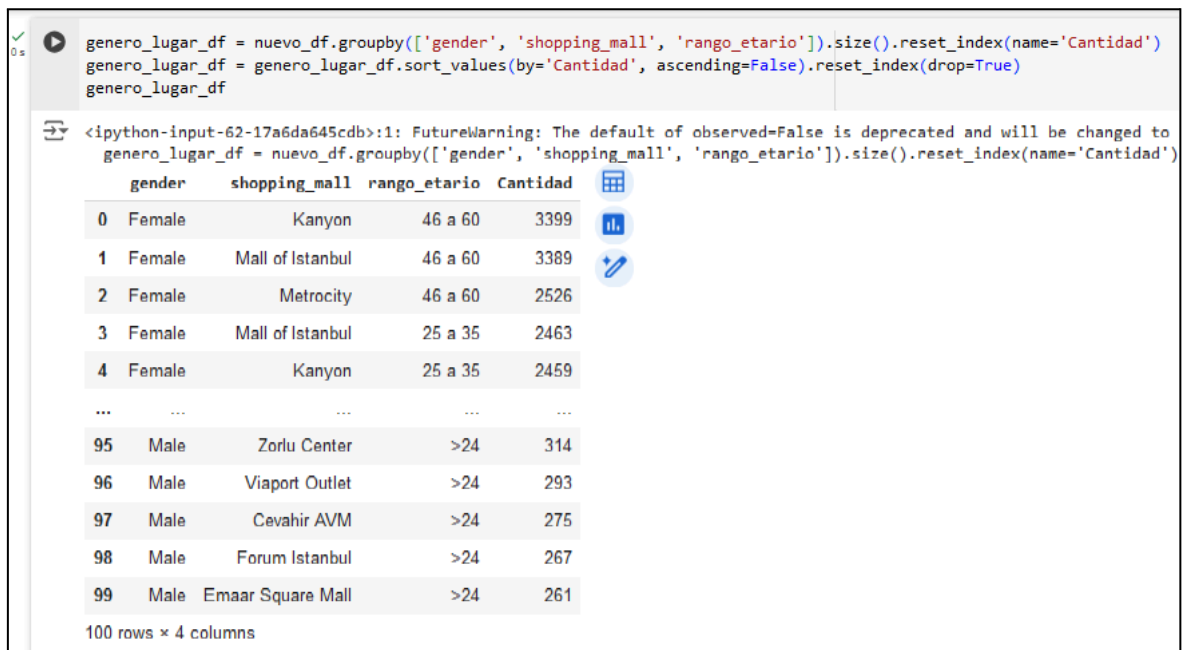 0 s
genero_lugar_df = nuevo_df.groupby(['gender', 'shopping_mall', 'rango_etario']).size().reset_index(name='Cantidad')
genero_lugar_df = genero_lugar_df.sort_values(by='Cantidad', ascending=False).reset_index(drop=True)
genero_lugar_df
<ipython-input-62-17a6da645cdb>:1: FutureWarning: The default of observed=False is deprecated and will be changed to
genero_lugar_df = nuevo_df.groupby(['gender', 'shopping_mall', 'rango_etario']).size().reset_index(name='Cantidad')
gender shopping_mall rango_etario Cantidad
0 Female Kanyon 46 a 60 3399
1 Female Mall of Istanbul 46 a 60 3389
2 Female Metrocity 46 a 60 2526
3 Female Mall of Istanbul 25 a 35 2463
4 Female Kanyon 25 a 35 2459
... ... ... ... ...
95 Male Zorlu Center >24 314
96 Male Viaport Outlet >24 293
97 Male Cevahir AVM >24 275
98 Male Forum Istanbul >24 267
99 Male Emaar Square Mall >24 261
100 rows × 4 columns